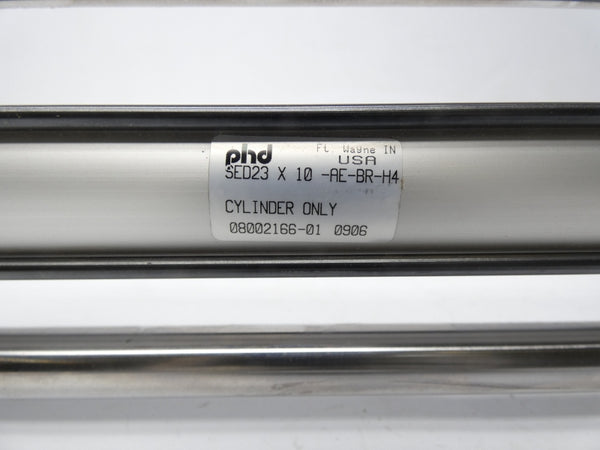 phd Ft. Wayne IN
USA
SED23 X 10 -AE-BR-H4
CYLINDER ONLY
08002166-01 0906